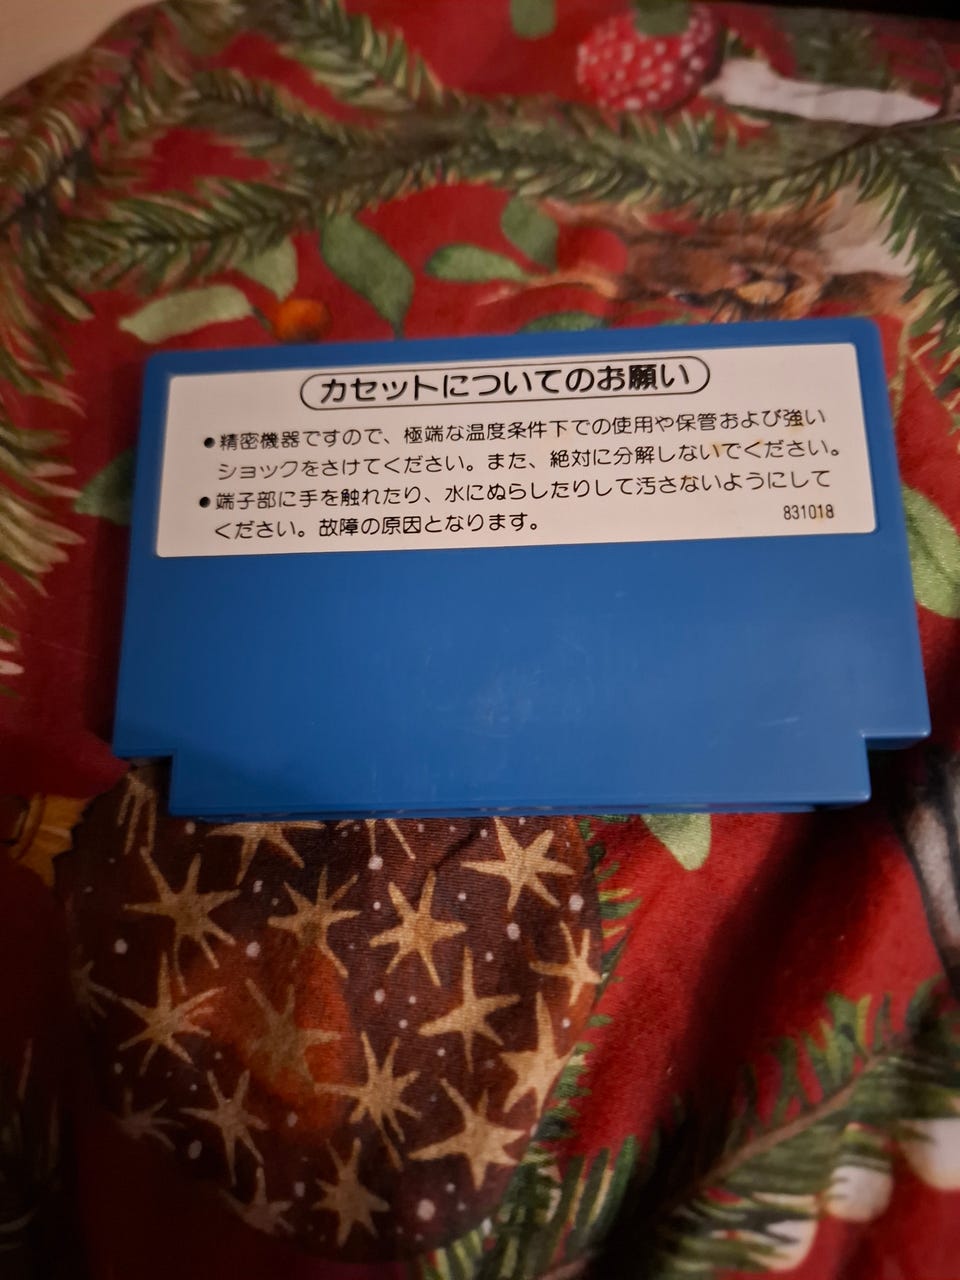 カセットについてのお願い
●精密機器ですので、極端な温度条件下での使用や保管および強い
ショックをさけてください。また、絶対に分解しないでください。
●端子部に手を触れたり、水にぬらしたりして汚さないようにして
ください。故障の原因となります。
831018